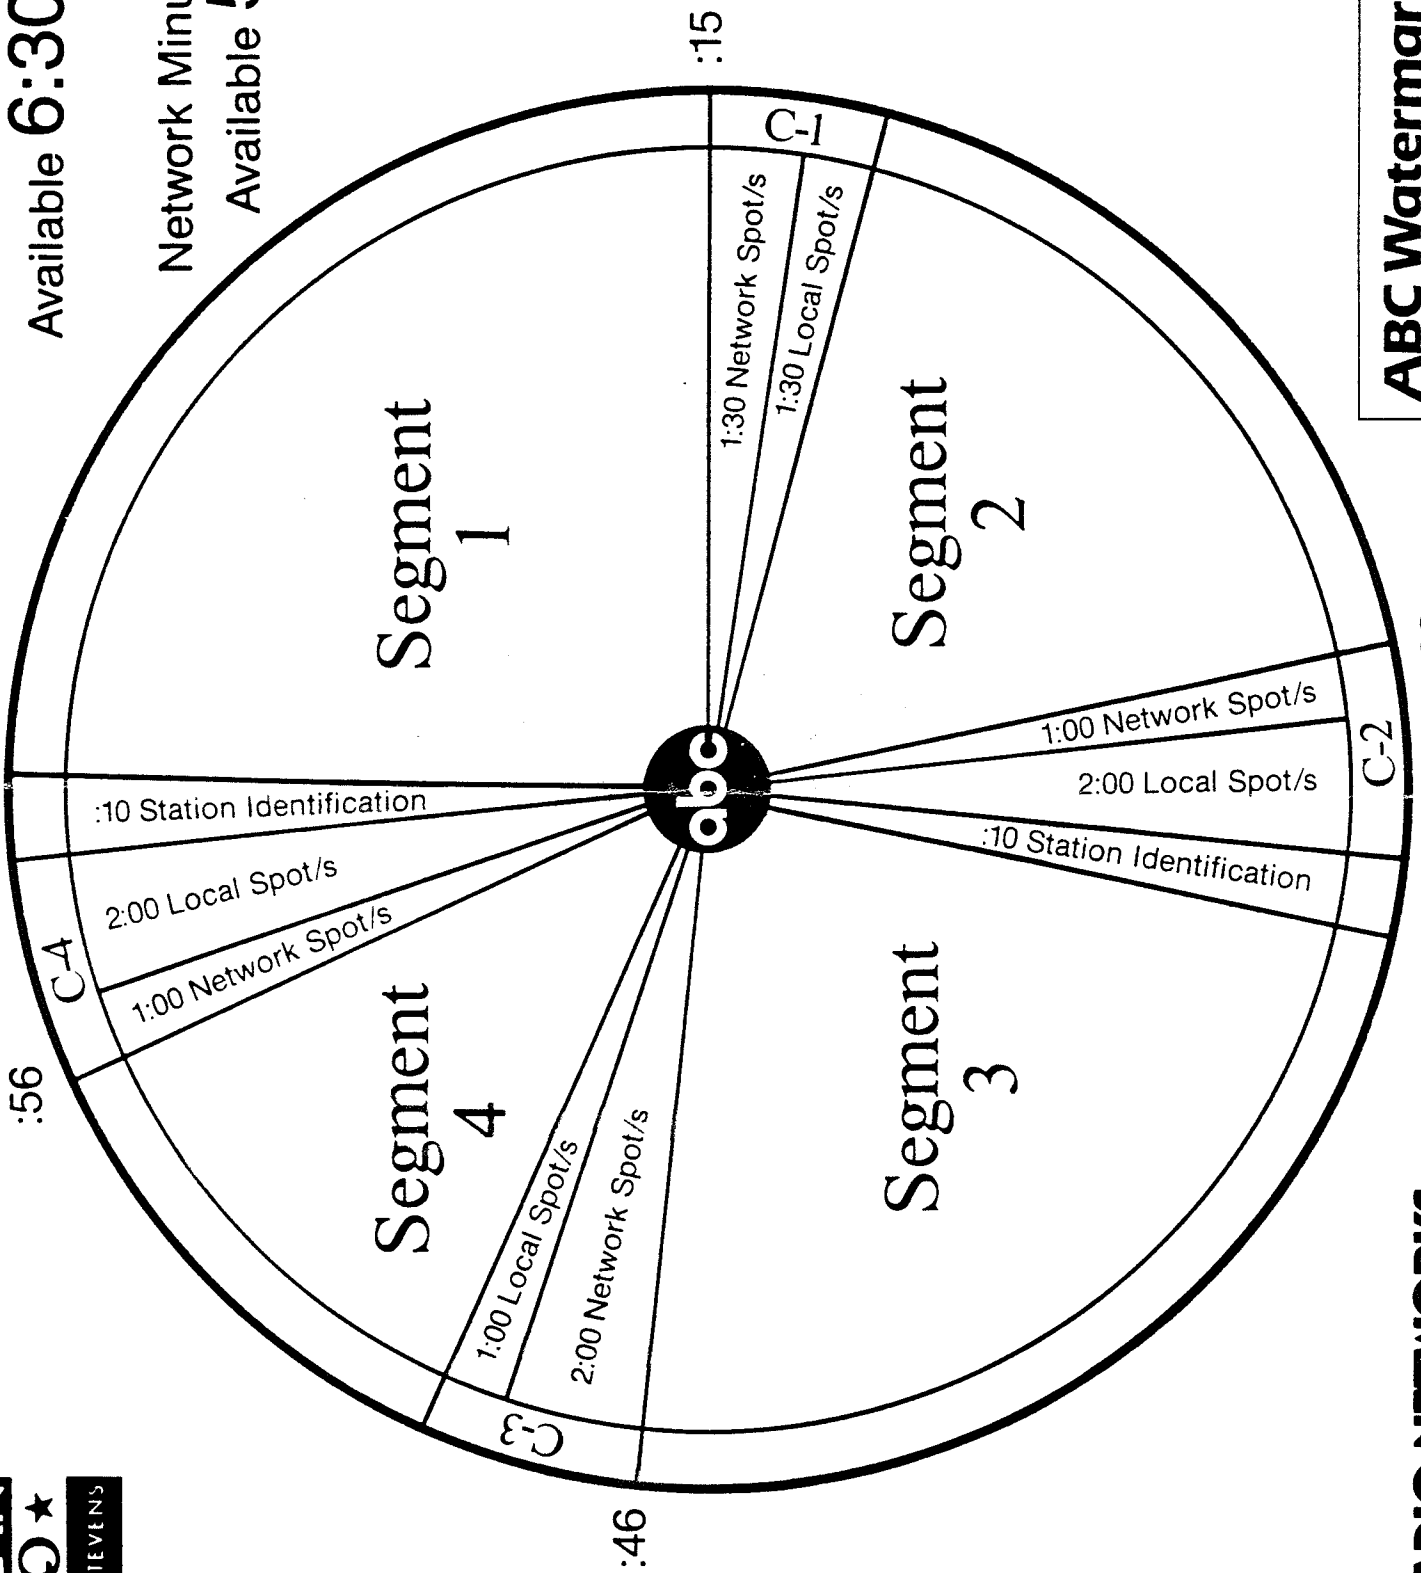 Available 6:30
Network
Available
:15
C-1
1:30 Network Spot/s
1:30 Local Spot/s
Segment
1
Segment
2
1:00 Network Spot/s
2:00 Local Spot/s
C-2
:10 Station Identification
Segment
3
:46
C-3
2:00 Network Spot/s
1:00 Local Spot/s
Segment
4
:56
C-4
1:00 Network Spot/s
2:00 Local Spot/s
:10 Station Identification
abc
ABC
NETWORKS